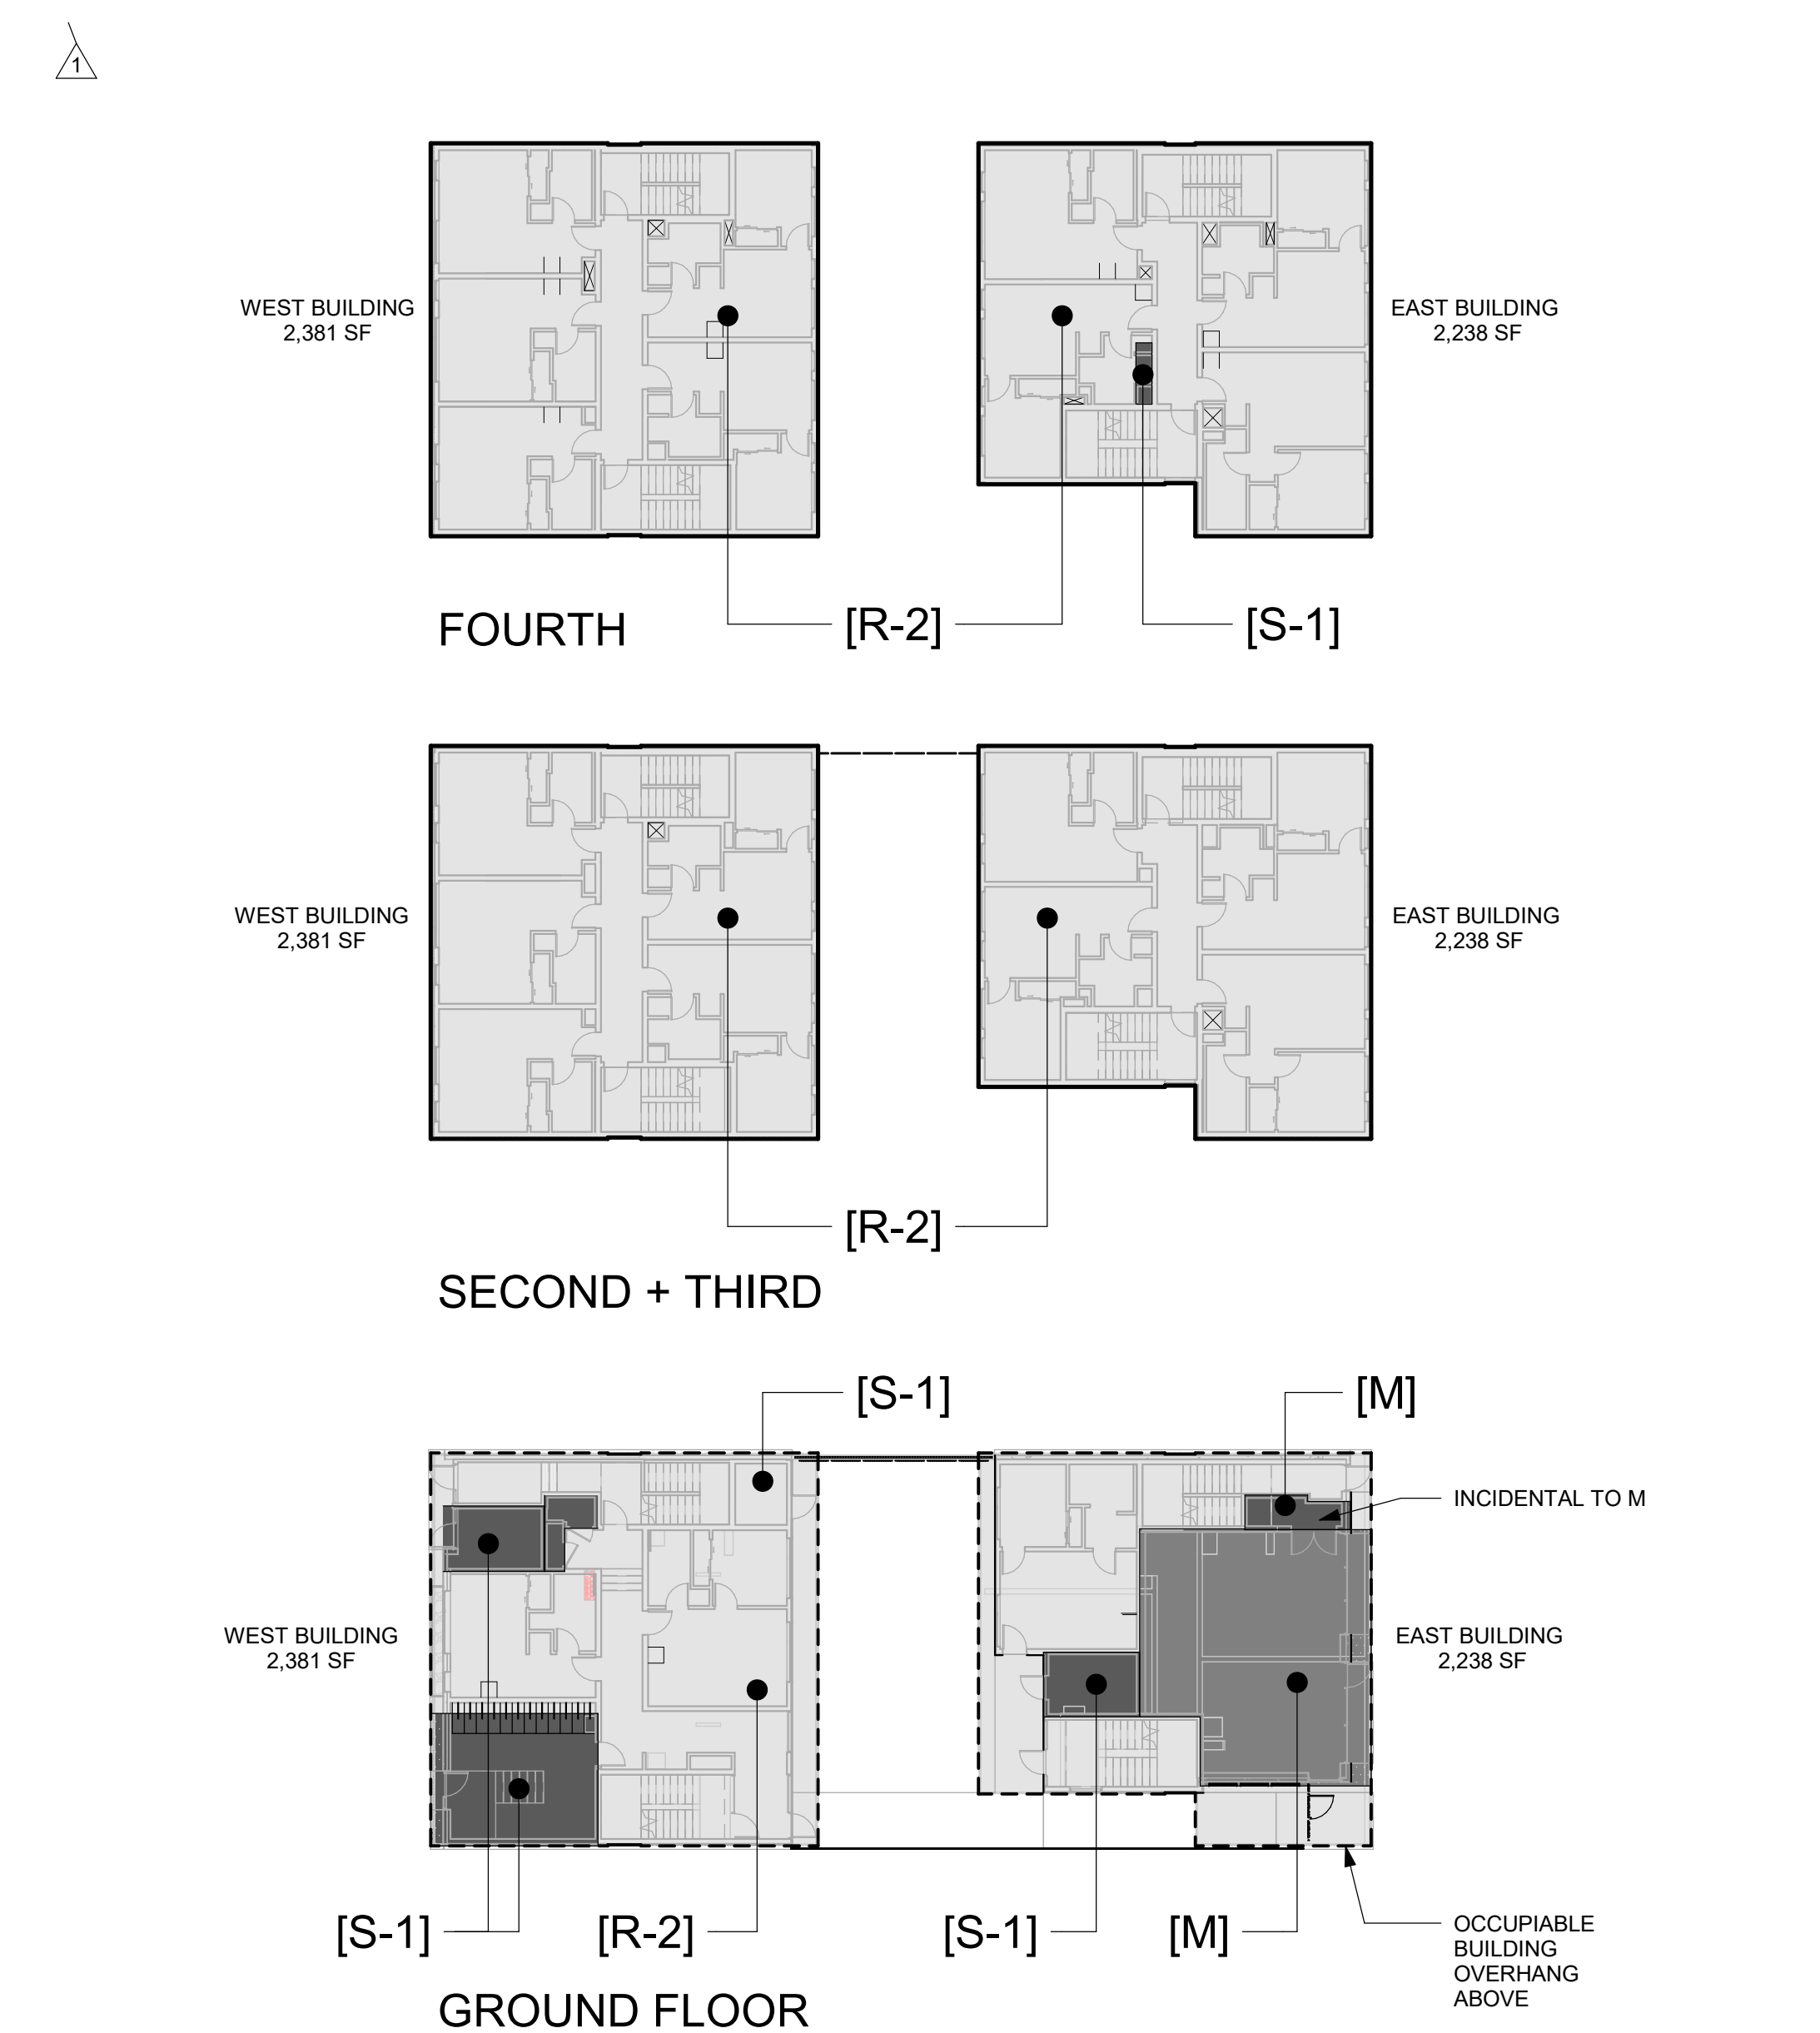 1
WEST BUILDING
2,381 SF
EAST BUILDING
2,238 SF
FOURTH
[R-2]
[S-1]
WEST BUILDING
2,381 SF
EAST BUILDING
2,238 SF
[R-2]
SECOND + THIRD
[S-1]
[M]
INCIDENTAL TO M
WEST BUILDING
2,381 SF
EAST BUILDING
2,238 SF
[S-1]
[R-2]
[S-1]
[M]
OCCUPIABLE
BUILDING
OVERHANG
ABOVE
GROUND FLOOR